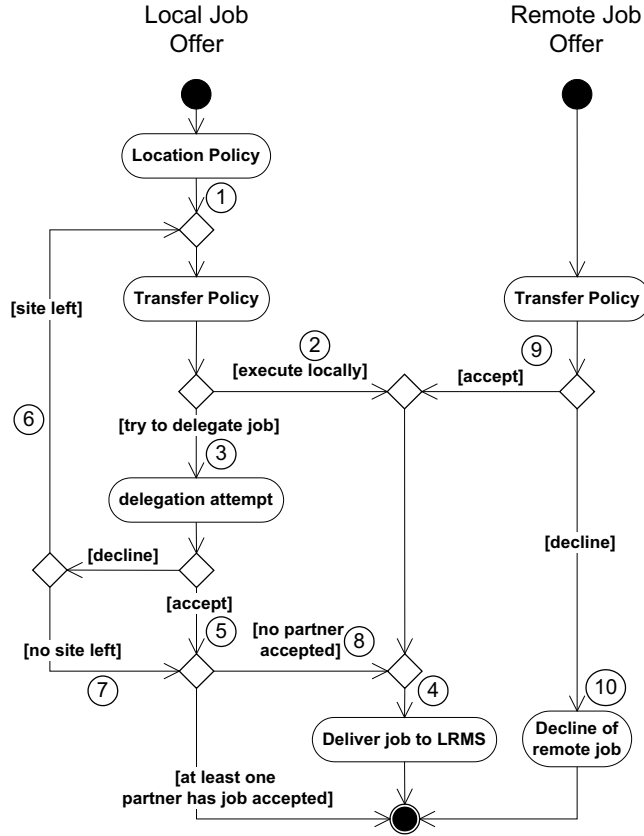 Local Job
Offer
Remote Job
Offer
Location Policy
1
Transfer Policy
Transfer Policy
[site left]
2
[execute locally]
9
[accept]
6
[try to delegate job]
3
delegation attempt
[decline]
[decline]
[accept]
5
[no partner
accepted]
8
[no site left]
7
4
10
Deliver job to LRMS
Decline of
remote job
[at least one
partner has job accepted]